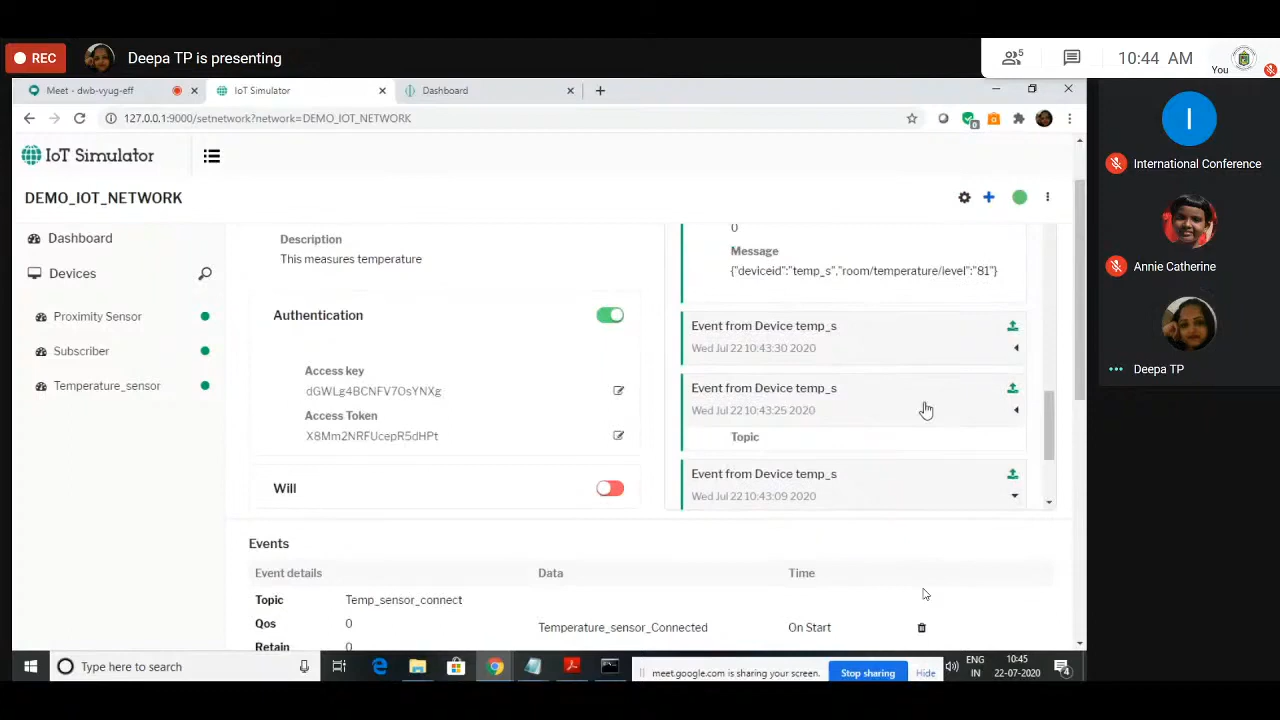 REC
Deepa TP is presenting
5
10:44 AM
You
Meet - dwb-vyug-eff
IoT Simulator
Dashboard
127.0.0.1:9000/setnetwork?network=DEMO_IOT_NETWORK
0
IoT Simulator
DEMO_IOT_NETWORK
Dashboard
Devices
Proximity Sensor
Subscriber
Temperature_sensor
Description
This measures temperature
Authentication
Access key
dGWLg4BCNFV7OsYNXg
Access Token
X8Mm2NRFUcepR5dHPt
Will
0
Message
{"deviceid":"temp_s","room/temperature/level":"81"}
Event from Device temp_s
Wed Jul 22 10:43:30 2020
Event from Device temp_s
Wed Jul 22 10:43:25 2020
Topic
Event from Device temp_s
Wed Jul 22 10:43:09 2020
Events
Event details
Data
Time
Topic
Temp_sensor_connect
Qos
0
Temperature_sensor_Connected
On Start
Retain
0
I
International Conference
Annie Catherine
Deepa TP
Type here to search
meet.google.com is sharing your screen.
Stop sharing
Hide
ENG
IN
10:45
22-07-2020
4